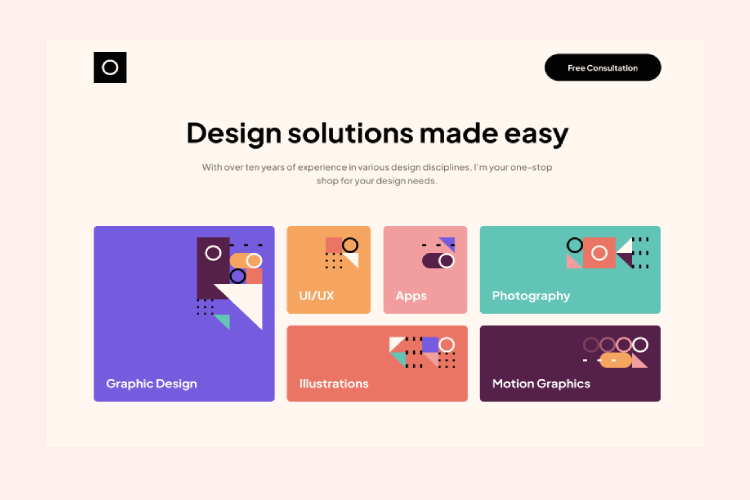 Free Consultation
Design solutions made easy
With over ten years of experience in various design disciplines, I'm your one-stop
shop for your design needs.
UI/UX
Apps
Photography
Graphic Design
Illustrations
Motion Graphics